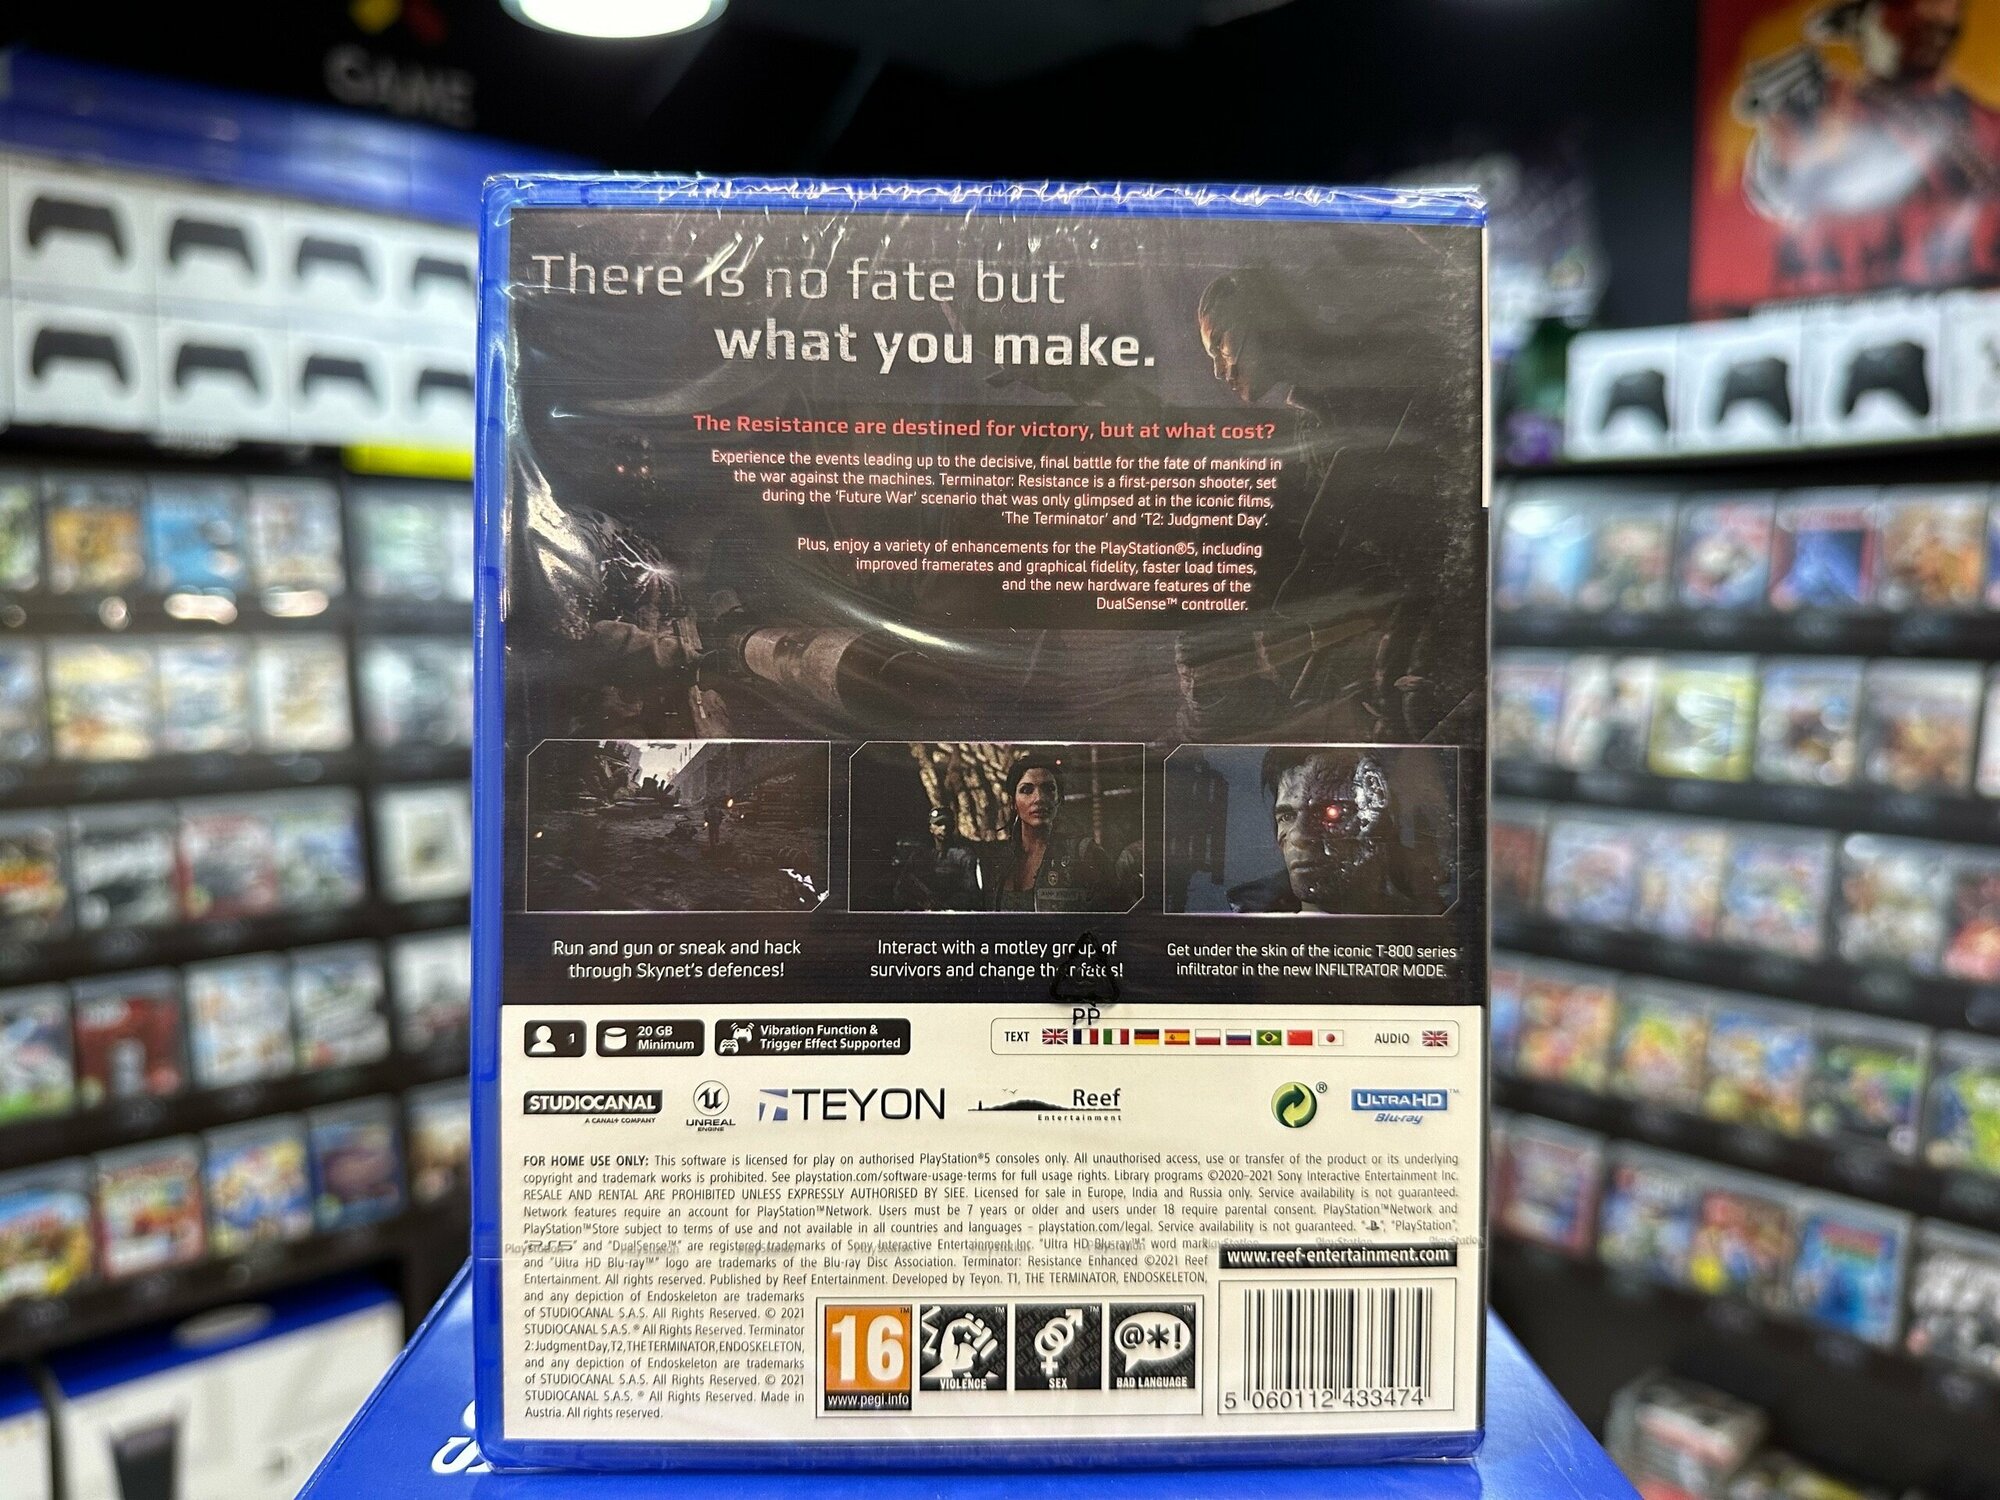 GAME
There is no fate but
what you make.
The Resistance are destined for victory, but at what cost?
Experience the events leading up to the decisive, final battle for the fate of mankind in
the war against the machines. Terminator: Resistance is a first-person shooter, set
during the 'Future War' scenario that was only glimpsed at in the iconic films,
'The Terminator' and 'T2: Judgment Day'.
Plus, enjoy a variety of enhancements for the PlayStation®5, including
improved framerates and graphical fidelity, faster load times,
and the new hardware features of the
DualSense™ controller.
Run and gun or sneak and hack
through Skynet's defences!
Interact with a motley group of
survivors and change their fates!
Get under the skin of the iconic T-800 series
infiltrator in the new INFILTRATOR MODE.
PP
1
20 GB
Minimum
Vibration Function &
Trigger Effect Supported
TEXT
AUDIO
STUDIOCANAL
A CANAL+ COMPANY
UNREAL
ENGINE
TEYON
Reef
Entertainment
®
ULTRA HD™
Blu-ray
FOR HOME USE ONLY: This software is licensed for play on authorised PlayStation®5 consoles only. All unauthorised access, use or transfer of the product or its underlying
copyright and trademark works is prohibited. See playstation.com/software-usage-terms for full usage rights. Library programs ©2020-2021 Sony Interactive Entertainment Inc.
RESALE AND RENTAL ARE PROHIBITED UNLESS EXPRESSLY AUTHORISED BY SIEE. Licensed for sale in Europe, India and Russia only. Service availability is not guaranteed.
Network features require an account for PlayStation™Network. Users must be 7 years or older and users under 18 require parental consent. PlayStation™Network and
PlayStation™Store subject to terms of use and not available in all countries and languages – playstation.com/legal. Service availability is not guaranteed. "PlayStation",
"PS5" and "DualSense™" are registered trademarks of Sony Interactive Entertainment Inc. "Ultra HD Blu-ray™" word mark
and "Ultra HD Blu-ray™" logo are trademarks of the Blu-ray Disc Association. Terminator: Resistance Enhanced ©2021 Reef
Entertainment. All rights reserved. Published by Reef Entertainment. Developed by Teyon. T1, THE TERMINATOR, ENDOSKELETON,
and any depiction of Endoskeleton are trademarks
of STUDIOCANAL S.A.S. All Rights Reserved. © 2021
STUDIOCANAL S.A.S. ® All Rights Reserved. Terminator
2: Judgment Day, T2, THE TERMINATOR, ENDOSKELETON,
and any depiction of Endoskeleton are trademarks
of STUDIOCANAL S.A.S. All Rights Reserved. © 2021
STUDIOCANAL S.A.S. ® All Rights Reserved. Made in
Austria. All rights reserved.
www.reef-entertainment.com
16
www.pegi.info
VIOLENCE
SEX
@*!
BAD LANGUAGE
5 060112 433474